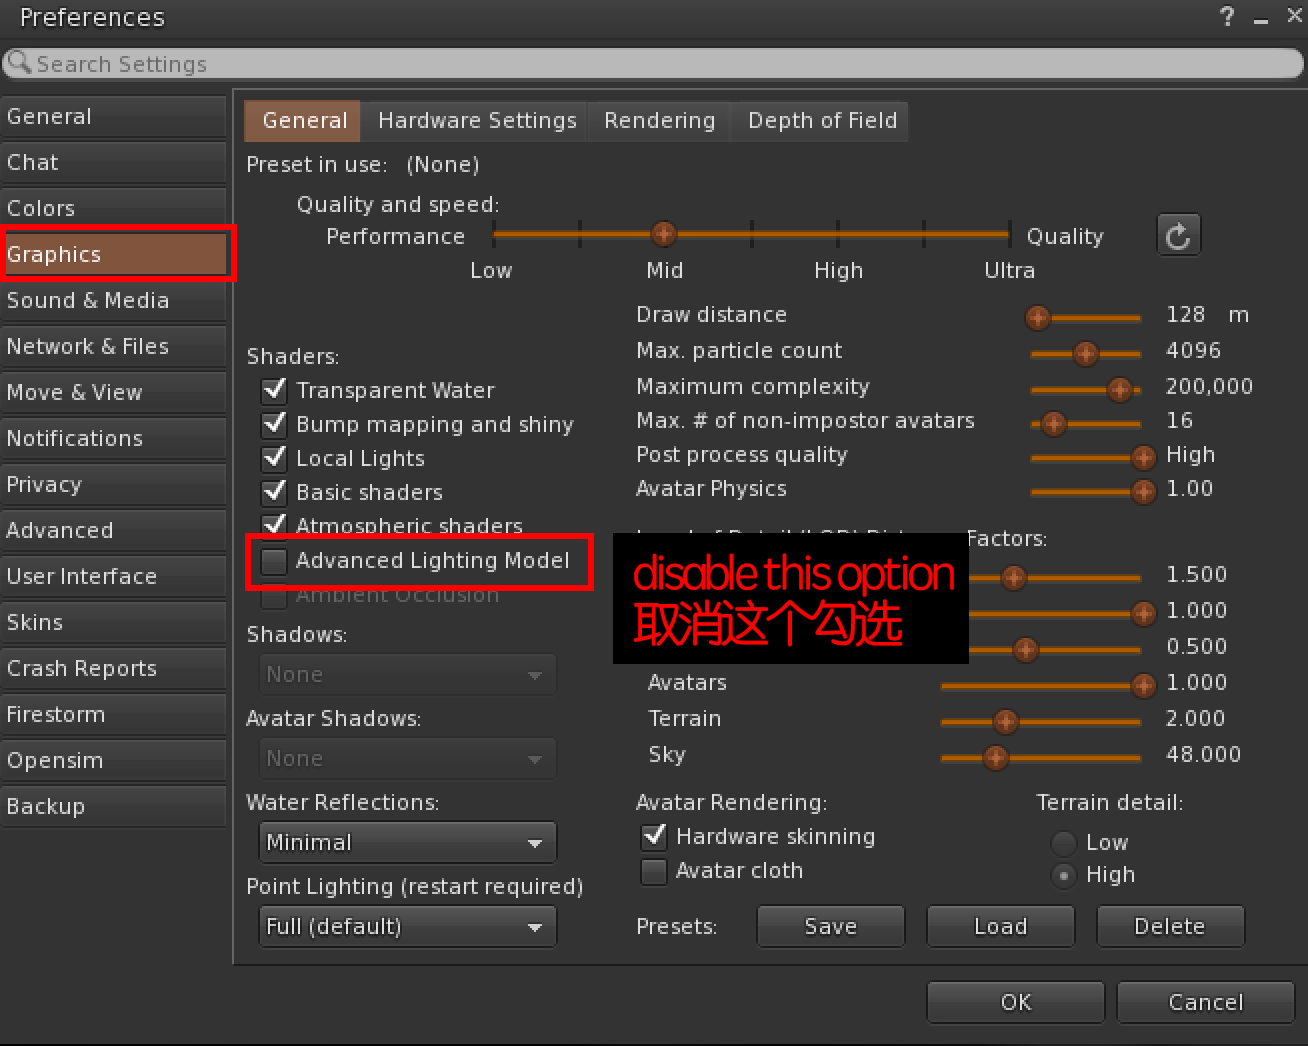 Preferences
?
Search Settings
General
Chat
Colors
Graphics
Sound & Media
Network & Files
Move & View
Notifications
Privacy
Advanced
User Interface
Skins
Crash Reports
Firestorm
Opensim
Backup
General Hardware Settings Rendering Depth of Field
Preset in use: (None)
Quality and speed:
Performance Quality
Low Mid High Ultra
Shaders:
Transparent Water
Bump mapping and shiny
Local Lights
Basic shaders
Atmospheric shaders
Advanced Lighting Model
Ambient Occlusion
Shadows:
None
Avatar Shadows:
None
Water Reflections:
Minimal
Point Lighting (restart required)
Full (default)
Draw distance 128 m
Max. particle count 4096
Maximum complexity 200,000
Max. # of non-impostor avatars 16
Post process quality High
Avatar Physics 1.00
Factors:
disable this option
取消这个勾选
1.500
1.000
0.500
Avatars 1.000
Terrain 2.000
Sky 48.000
Avatar Rendering:
Hardware skinning
Avatar cloth
Terrain detail:
Low
High
Presets: Save Load Delete
OK Cancel